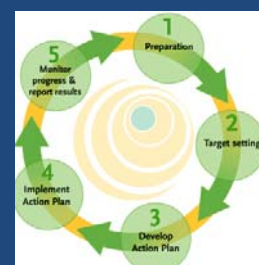 1
Preparation
2
Target setting
3
Develop
Action Plan
4
Implement
Action Plan
5
Monitor
progress &
report results